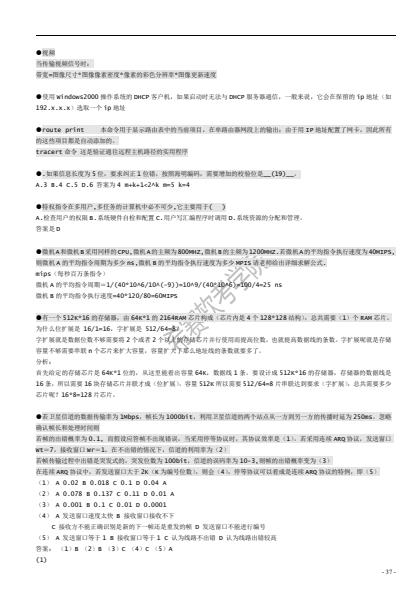 ●视频
当传输视频信号时：
带宽=图像尺寸*图像像素密度*像素的彩色分辨率*图像更新速度
●使用 Windows2000 操作系统的 DHCP 客户机，如果启动时无法与 DHCP 服务器通信，一般来说，它会在保留的 ip 地址（如
192.x.x.x）选取一个 ip 地址
●route print 本命令用于显示路由表中的当前项目，在单路由器网段上的输出；由于用 IP 地址配置了网卡，因此所有
的这些项目都是自动添加的。
tracert 命令 这是验证通往远程主机路径的实用程序
●.如果信息长度为 5 位，要求纠正 1 位错，按照海明编码，需要增加的校验位是__(19)__。
A.3 B.4 C.5 D.6 答案为 4 m+k+1<2^k m=5 k=4
●特权指令在多用户,多任务的计算机中必不可少,它主要用于( )
A.检查用户的权限 B.系统硬件自检和配置 C.用户写汇编程序时调用 D.系统资源的分配和管理.
答案是 D
●微机 A 和微机 B 采用同样的 CPU,微机 A 的主频为 800MHZ,微机 B 的主频为 1200MHZ.若微机 A 的平均指令执行速度为 40MIPS,
则微机 A 的平均指令周期为多少 ns,微机 B 的平均指令执行速度为多少 MPIS 请老师给出详细求解公式.
mips（每秒百万条指令）
微机 A 的平均指令周期=1/(40*10^6/10^(-9))=10^9/(40*10^6)=100/4=25 ns
微机 B 的平均指令执行速度=40*120/80=60MIPS
●有一个 512K*16 的存储器，由 64K*1 的 2164RAM 芯片构成（芯片内是 4 个 128*128 结构），总共需要（1）个 RAM 芯片。
为什么位扩展是 16/1=16，字扩展是 512/64=8？
字扩展就是数据位数不够需要将 2 个或者 2 个以上的存储芯片并行使用而提高位数，也就提高数据线的条数。字扩展呢就是存储
容量不够需要串联 n 个芯片来扩大容量，容量扩大了那么地址线的条数就要多了。
分析：
首先给定的存储芯片是 64K*1 的，从这里能看出容量 64K，数据线 1 条。要设计成 512k*16 的存储器，存储器的数据线是
16 条，所以需要 16 块存储芯片并联才成（位扩展），容量 512K 所以需要 512/64=8 片串联达到要求（字扩展）。总共需要多少
芯片呢？16*8=128 片芯片。
●若卫星信道的数据传输率为 1Mbps，帧长为 1000bit，利用卫星信道的两个站点从一方到另一方的传播时延为 250ms，忽略
确认帧长和处理时间则
若帧的出错概率为 0.1，而假设应答帧不出现错误，当采用停等协议时，其协议效率是（1）。若采用连续 ARQ 协议，发送窗口
Wt＝7，接收窗口 Wr＝1，在不出错的情况下，信道的利用率为（2）
若帧传输过程中出错是突发式的，突发位数为 100bit，信道的误码率为 10-3，则帧的出错概率变为（3）
在连续 ARQ 协议中，若发送窗口大于 2K（K 为编号位数），则会（4），停等协议可以看成是连续 ARQ 协议的特例，即（5）
（1） A 0.02 B 0.018 C 0.1 D 0.04 A
（2） A 0.078 B 0.137 C 0.11 D 0.01 A
（3） A 0.001 B 0.1 C 0.01 D 0.0001
（4） A 发送窗口速度太快 B 接收窗口接收不下
C 接收方不能正确识别是新的下一帧还是重发的帧 D 发送窗口不能进行编号
（5） A 发送窗口等于 1 B 接收窗口等于 1 C 认为线路不出错 D 认为线路出错较高
答案： （1）B （2）B （3）C （4）C （5）A
(1)
- 37 -